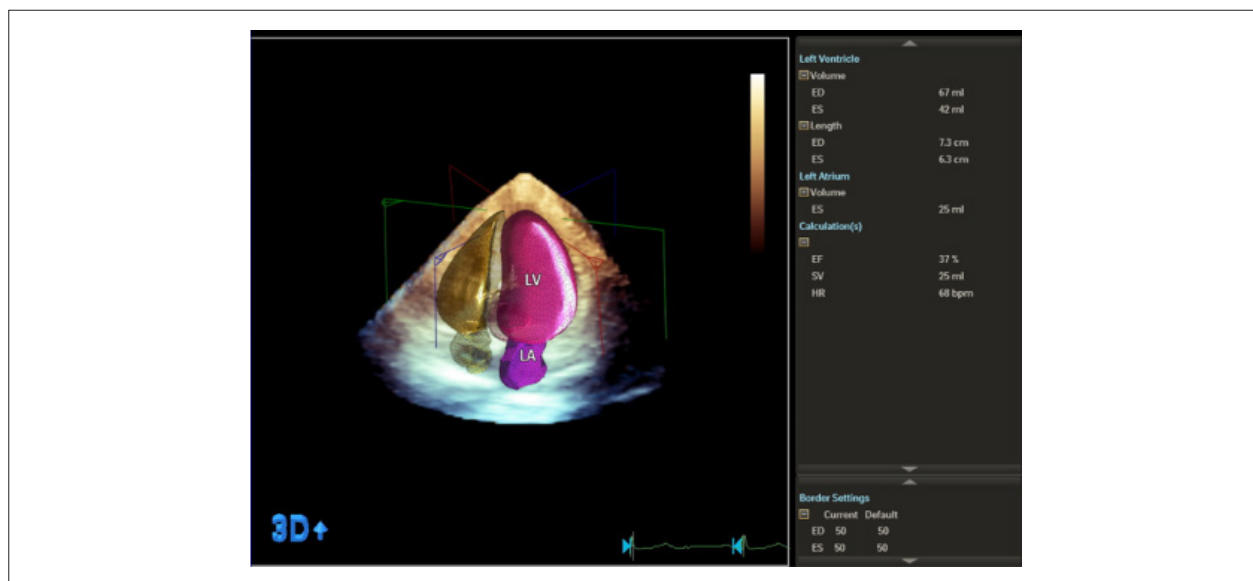 LV
LA
3D
Left Ventricle
Volume
ED 67 ml
ES 42 ml
Length
ED 7.3 cm
ES 6.3 cm
Left Atrium
Volume
ES 25 ml
Calculation(s)
EF 37 %
SV 25 ml
HR 68 bpm
Border Settings
Current Default
ED 50 50
ES 50 50